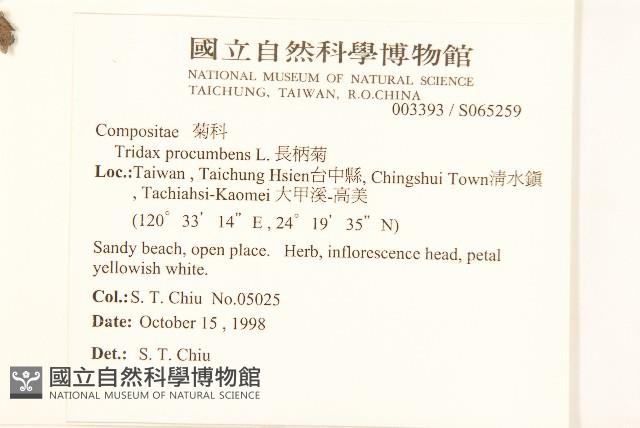 國立自然科學博物館
NATIONAL MUSEUM OF NATURAL SCIENCE
TAICHUNG, TAIWAN, R.O.CHINA
003393 / S065259
Compositae 菊科
Tridax procumbens L. 長柄菊
Loc.:Taiwan , Taichung Hsien台中縣, Chingshui Town清水鎮
, Tachiahsi-Kaomei 大甲溪-高美
(120° 33’ 14” E , 24° 19’ 35” N)
Sandy beach, open place. Herb, inflorescence head, petal
yellowish white.
Col.: S. T. Chiu No.05025
Date: October 15 , 1998
Det.: S. T. Chiu
國立自然科學博物館
NATIONAL MUSEUM OF NATURAL SCIENCE